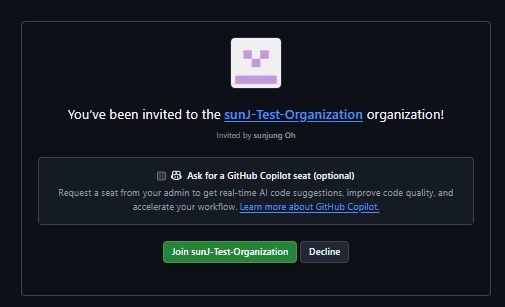 You've been invited to the sunJ-Test-Organization organization!
Invited by sunjung Oh
Ask for a GitHub Copilot seat (optional)
Request a seat from your admin to get real-time AI code suggestions, improve code quality, and
accelerate your workflow. Learn more about GitHub Copilot.
Join sunJ-Test-Organization
Decline